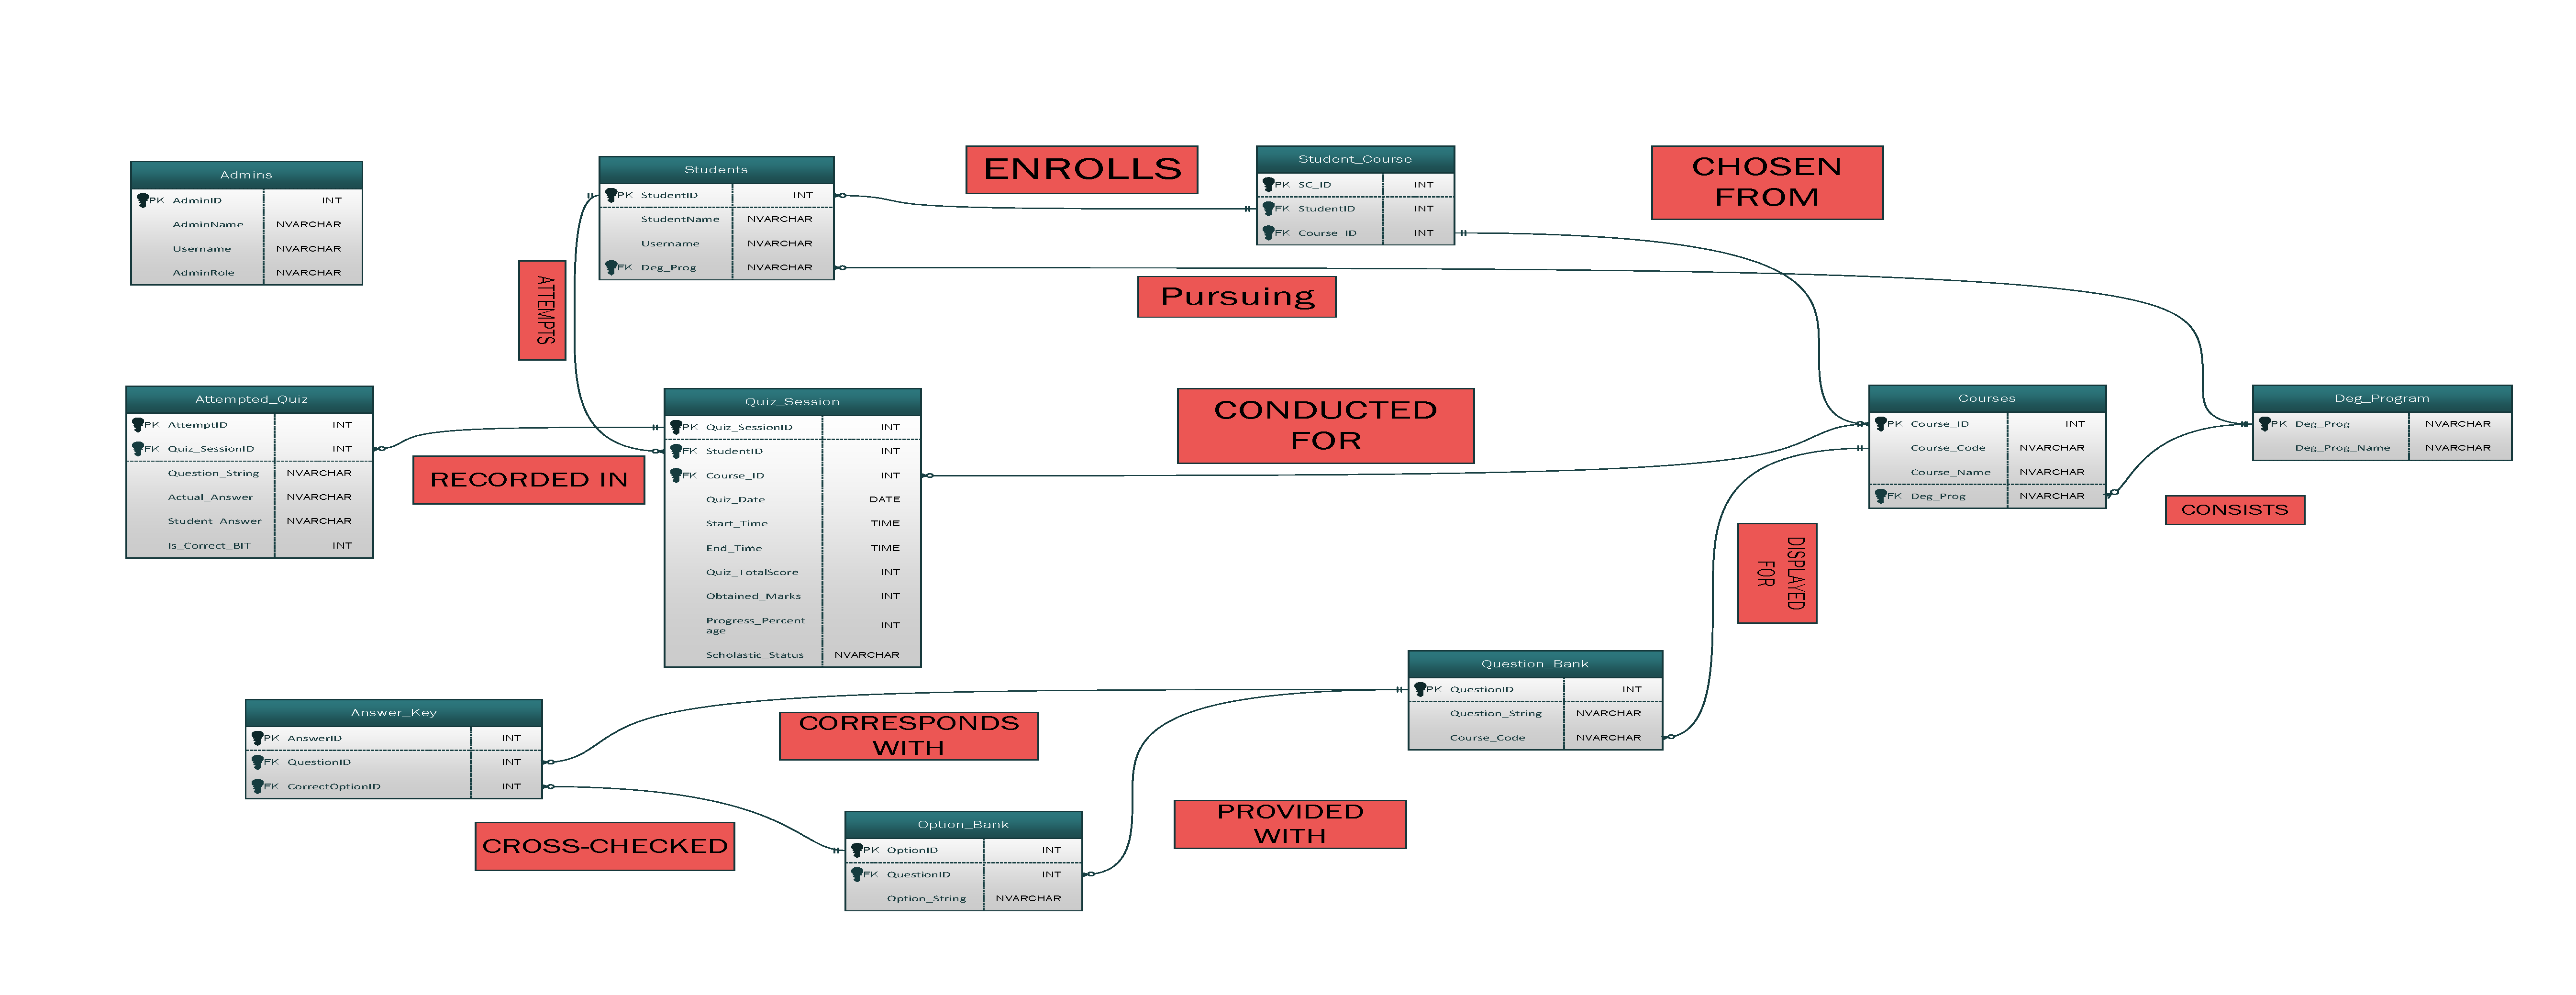 Admins
PK AdminID INT
AdminName NVARCHAR
Username NVARCHAR
AdminRole NVARCHAR
Students
PK StudentID INT
StudentName NVARCHAR
Username NVARCHAR
FK Deg_Prog NVARCHAR
ENROLLS
Student_Course
PK SC_ID INT
FK StudentID INT
FK Course_ID INT
CHOSEN
FROM
ATTEMPTS
Pursuing
Attempted_Quiz
PK AttemptID INT
FK Quiz_SessionID INT
Question_String NVARCHAR
Actual_Answer NVARCHAR
Student_Answer NVARCHAR
Is_Correct_BIT INT
RECORDED IN
Quiz_Session
PK Quiz_SessionID INT
FK StudentID INT
FK Course_ID INT
Quiz_Date DATE
Start_Time TIME
End_Time TIME
Quiz_TotalScore INT
Obtained_Marks INT
Progress_Percent
age INT
Scholastic_Status NVARCHAR
CONDUCTED
FOR
Courses
PK Course_ID INT
Course_Code NVARCHAR
Course_Name NVARCHAR
FK Deg_Prog NVARCHAR
Deg_Program
PK Deg_Prog NVARCHAR
Deg_Prog_Name NVARCHAR
CONSISTS
DISPLAYED
FOR
Question_Bank
PK QuestionID INT
Question_String NVARCHAR
Course_Code NVARCHAR
Answer_Key
PK AnswerID INT
FK QuestionID INT
FK CorrectOptionID INT
CORRESPONDS
WITH
CROSS-CHECKED
Option_Bank
PK OptionID INT
FK QuestionID INT
Option_String NVARCHAR
PROVIDED
WITH